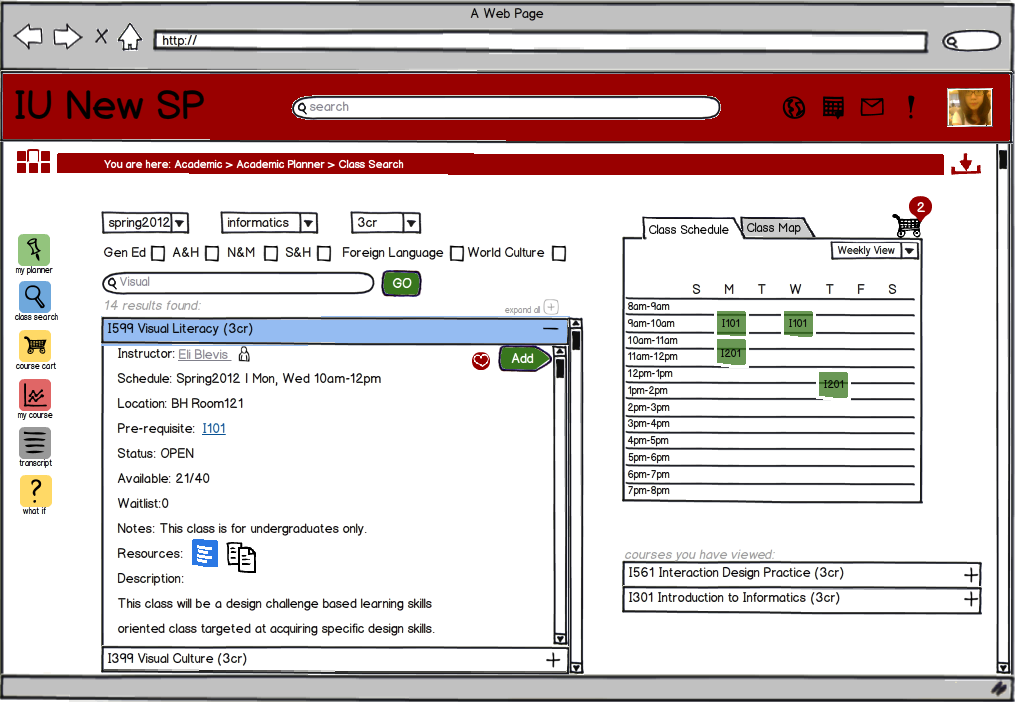 A Web Page
http://
IU New SP
search
!
You are here: Academic > Academic Planner > Class Search
2
spring2012
informatics
3cr
Gen Ed A&H N&M S&H Foreign Language World Culture
Visual
GO
14 results found:
expand all
I599 Visual Literacy (3cr)
Instructor: Eli Blevis
Add
Schedule: Spring2012 I Mon, Wed 10am-12pm
Location: BH Room121
Pre-requisite: I101
Status: OPEN
Available: 21/40
Waitlist:0
Notes: This class is for undergraduates only.
Resources:
Description:
This class will be a design challenge based learning skills
oriented class targeted at acquiring specific design skills.
I399 Visual Culture (3cr)
my planner
class search
course cart
my course
transcript
?
what if
Class Schedule
Class Map
Weekly View
S M T W T F S
8am-9am
9am-10am I101 I101
10am-11am
11am-12pm I201
12pm-1pm
1pm-2pm I201
2pm-3pm
3pm-4pm
4pm-5pm
5pm-6pm
6pm-7pm
7pm-8pm
courses you have viewed:
I561 Interaction Design Practice (3cr)
I301 Introduction to Informatics (3cr)